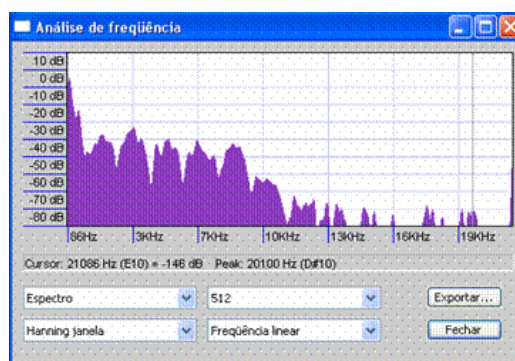 Análise de freqüência
10 dB
0 dB
-10 dB
-20 dB
-30 dB
-40 dB
-50 dB
-60 dB
-70 dB
-80 dB
86Hz 3KHz 7KHz 10KHz 13KHz 16KHz 19KHz
Cursor: 21086 Hz (E10) = -146 dB Peak: 20100 Hz (D#10)
Espectro 512 Exportar...
Hanning janela Freqüência linear Fechar